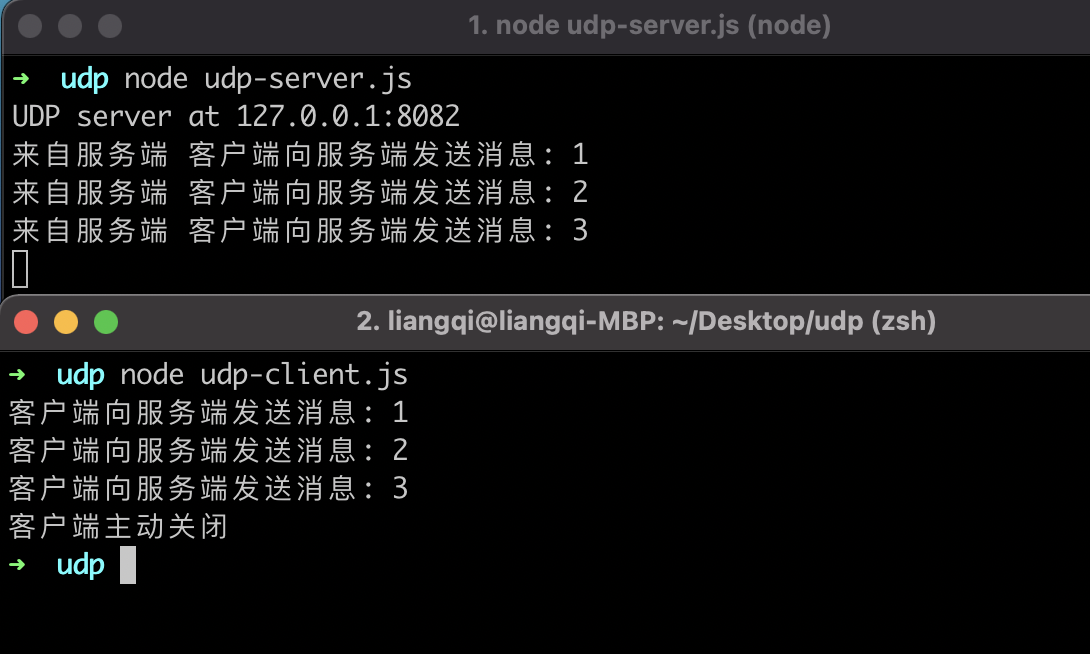 1. node udp-server.js (node)
➜ udp node udp-server.js
UDP server at 127.0.0.1:8082
来自服务端 客户端向服务端发送消息: 1
来自服务端 客户端向服务端发送消息: 2
来自服务端 客户端向服务端发送消息: 3
2. liangqi@liangqi-MBP: ~/Desktop/udp (zsh)
➜ udp node udp-client.js
客户端向服务端发送消息: 1
客户端向服务端发送消息: 2
客户端向服务端发送消息: 3
客户端主动关闭
➜ udp